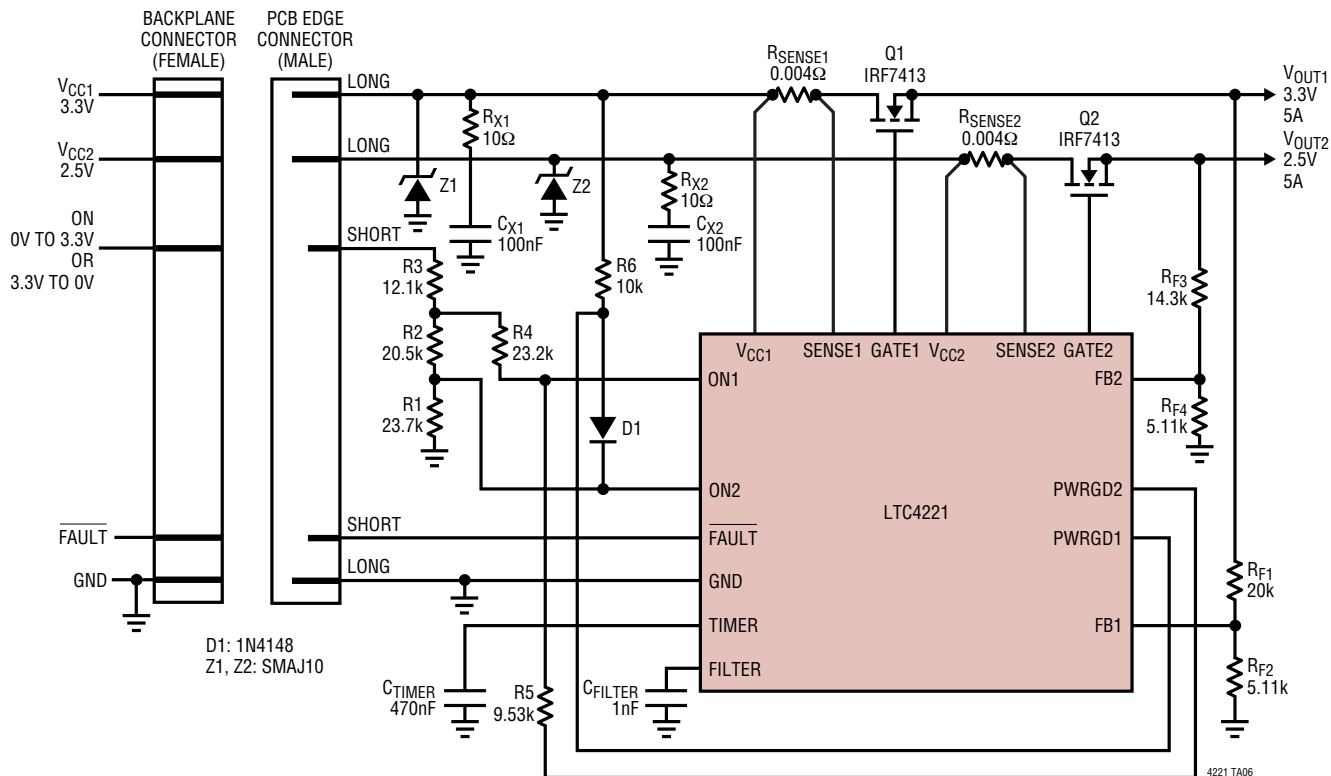 BACKPLANE
CONNECTOR
(FEMALE)
PCB EDGE
CONNECTOR
(MALE)
VCC1
3.3V
VCC2
2.5V
ON
0V TO 3.3V
OR
3.3V TO 0V
FAULT
GND
LONG
LONG
SHORT
SHORT
LONG
Z1
RX1
10Ω
CX1
100nF
Z2
RX2
10Ω
CX2
100nF
RSENSE1
0.004Ω
Q1
IRF7413
RSENSE2
0.004Ω
Q2
IRF7413
VOUT1
3.3V
5A
VOUT2
2.5V
5A
R3
12.1k
R2
20.5k
R1
23.7k
R4
23.2k
R6
10k
D1
RF3
14.3k
RF4
5.11k
RF1
20k
RF2
5.11k
VCC1
SENSE1
GATE1
VCC2
SENSE2
GATE2
ON1
FB2
ON2
PWRGD2
LTC4221
FAULT
PWRGD1
GND
TIMER
FB1
FILTER
D1: 1N4148
Z1, Z2: SMAJ10
CTIMER
470nF
R5
9.53k
CFILTER
1nF
4221 TA06